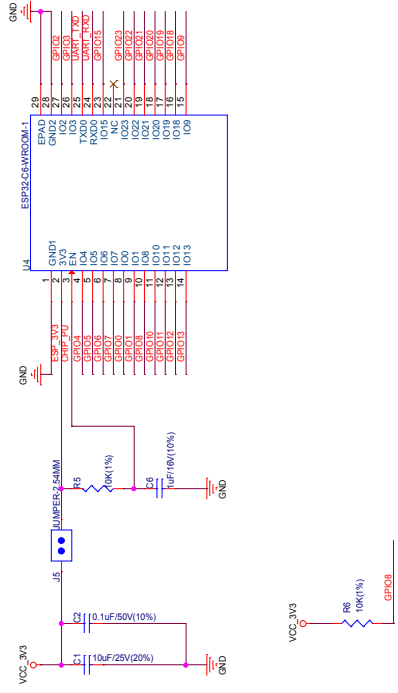 GND
GPIO2
GPIO3
UART_TXD
UART_RXD
GPIO15
GPIO23
GPIO22
GPIO21
GPIO20
GPIO19
GPIO18
GPIO9
29
28
27
26
25
24
23
22
21
20
19
18
17
16
15
ESP32-C6-WROOM-1
EPAD
GND2
IO2
IO3
TXD0
RXD0
IO15
NC
IO23
IO22
IO21
IO20
IO19
IO18
IO9
U4
GND1
3V3
EN
IO4
IO5
IO6
IO7
IO0
IO1
IO8
IO10
IO11
IO12
IO13
1
2
3
4
5
6
7
8
9
10
11
12
13
14
ESP_3V3
CHIP_PU
GPIO4
GPIO5
GPIO6
GPIO7
GPIO0
GPIO1
GPIO8
GPIO10
GPIO11
GPIO12
GPIO13
GND
JUMPER-2.54MM
J5
R5
10K(1%)
C6
1uF/16V(10%)
GND
VCC_3V3
C2
0.1uF/50V(10%)
C1
10uF/25V(20%)
GND
VCC_3V3
R6
10K(1%)
GPIO8